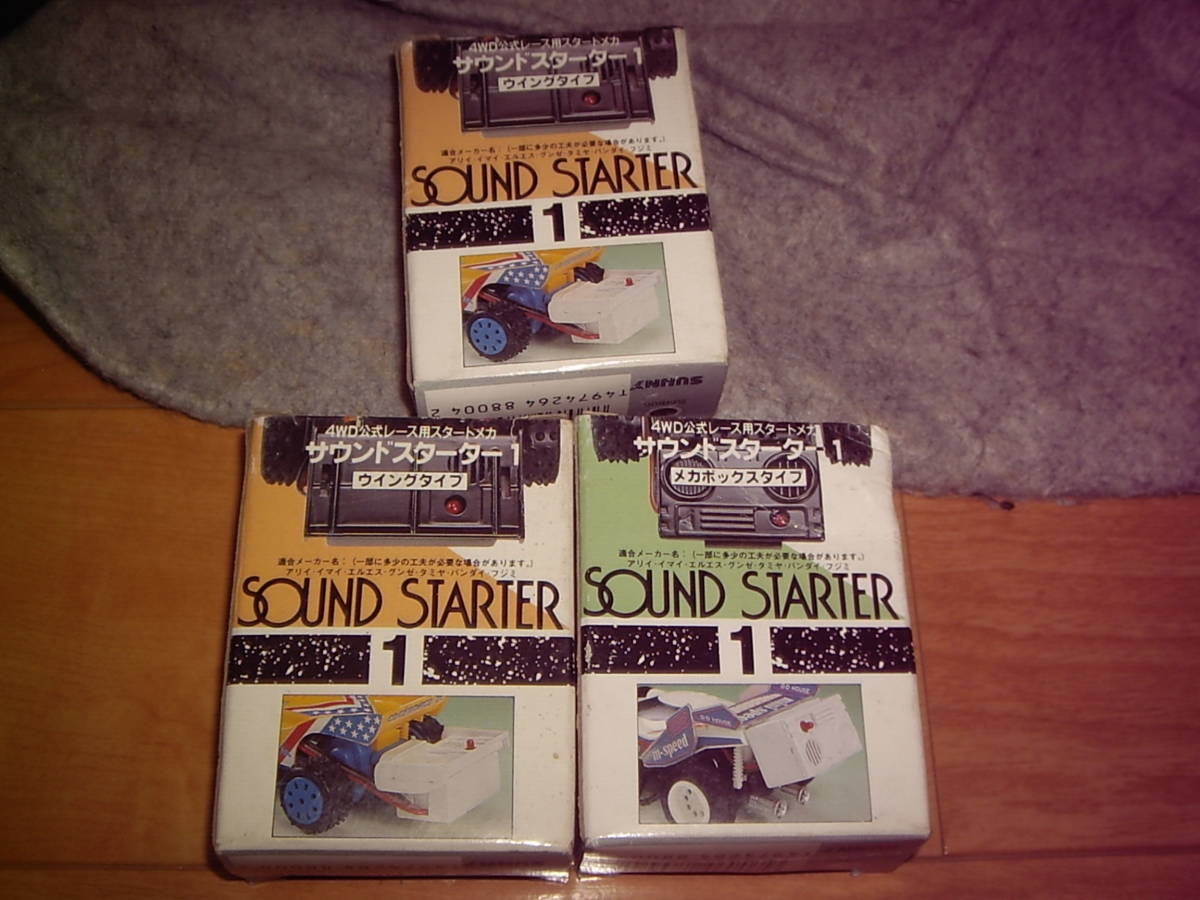 4WD公式レース用スタートメカ
サウンドスターター1
ウイングタイプ
適合メーカー名:(一部に多少の工夫が必要な場合があります。)
アリイ・イマイ・エルエス・グンゼ・タミヤ・バンダイ・フジミ
SOUND STARTER
1
SUNNY
T4974264 88004 2
4WD公式レース用スタートメカ
サウンドスターター1
ウイングタイプ
適合メーカー名:(一部に多少の工夫が必要な場合があります。)
アリイ・イマイ・エルエス・グンゼ・タミヤ・バンダイ・フジミ
SOUND STARTER
1
4WD公式レース用スタートメカ
サウンドスターター1
メカボックスタイプ
適合メーカー名:(一部に多少の工夫が必要な場合があります。)
アリイ・イマイ・エルエス・グンゼ・タミヤ・バンダイ・フジミ
SOUND STARTER
1
m-speed